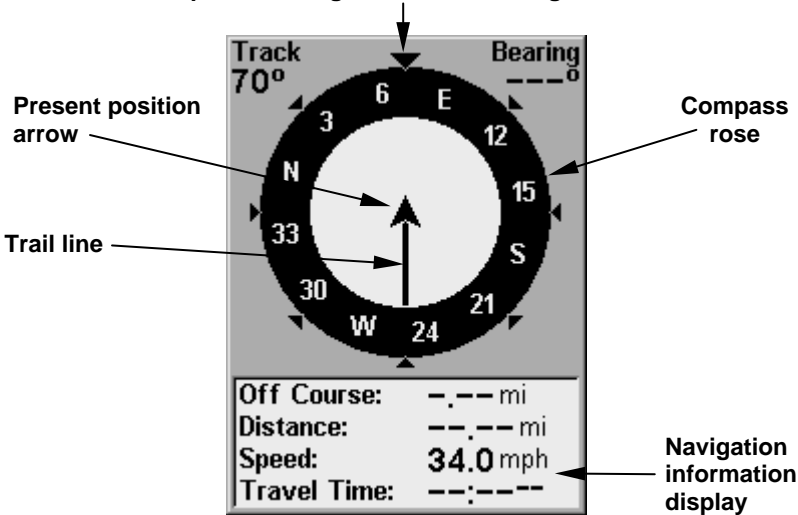 Track
70º
Bearing
---º
Present position
arrow
Compass
rose
Trail line
6
E
3
12
N
15
33
S
30
21
W
24
Off Course: -.-- mi
Distance: --.-- mi
Speed: 34.0 mph
Travel Time: --:----
Navigation
information
display